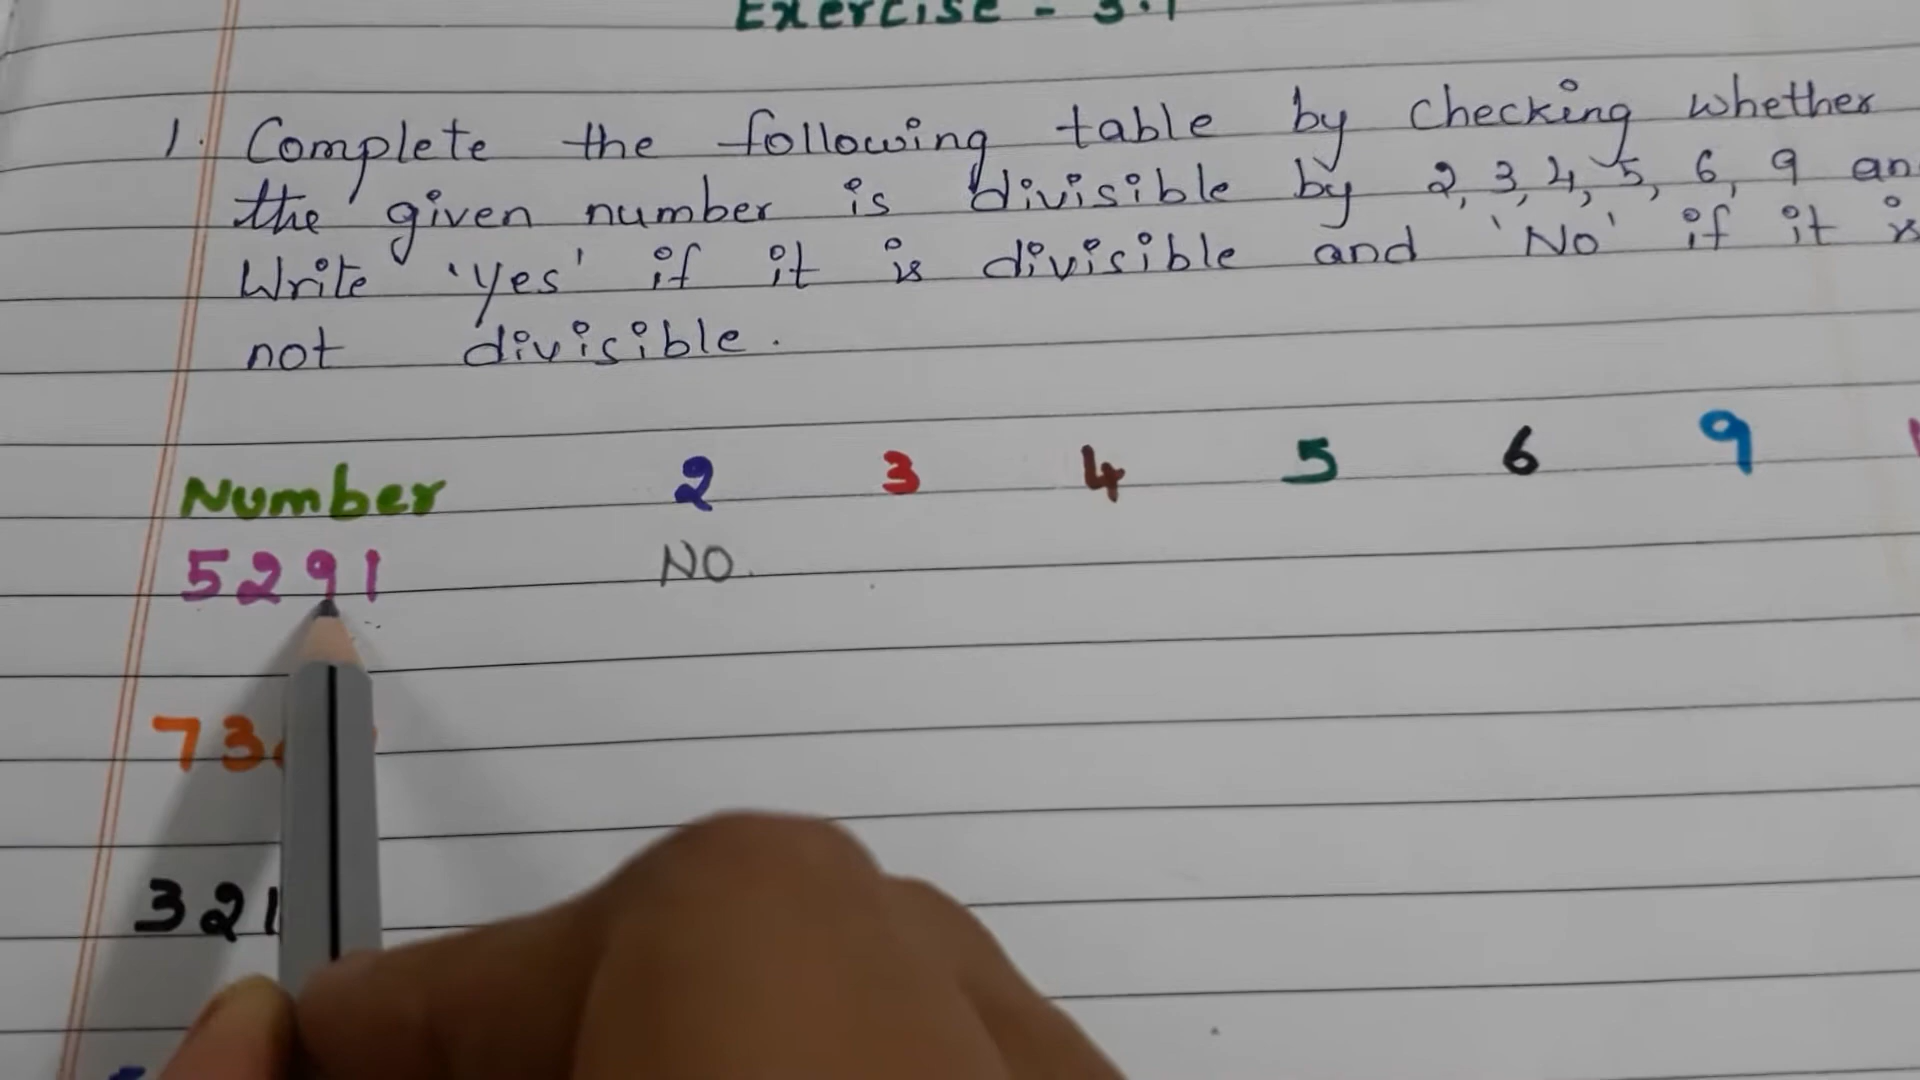 Exercise - 3.1
1. Complete the following table by checking whether
the given number is divisible by 2, 3, 4, 5, 6, 9 an
Write 'yes' if it is divisible and 'No' if it is
not divisible.
Number 2 3 4 5 6 9
5291 NO.
73
321